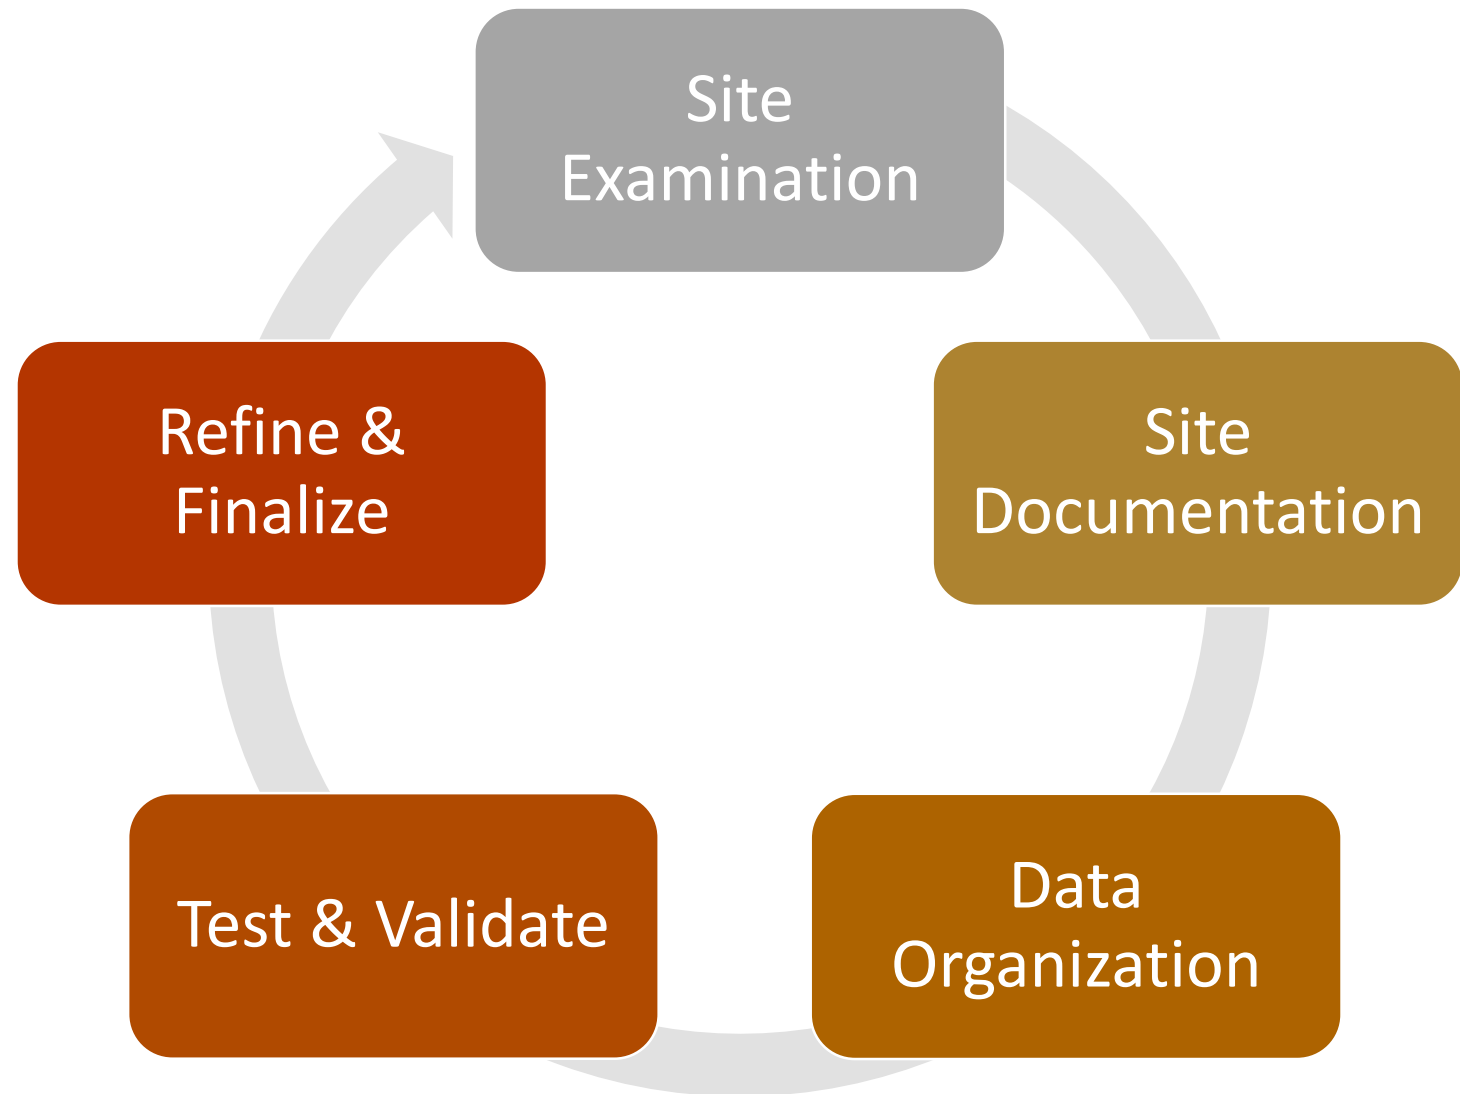 Site
Examination
Site
Documentation
Data
Organization
Test & Validate
Refine &
Finalize